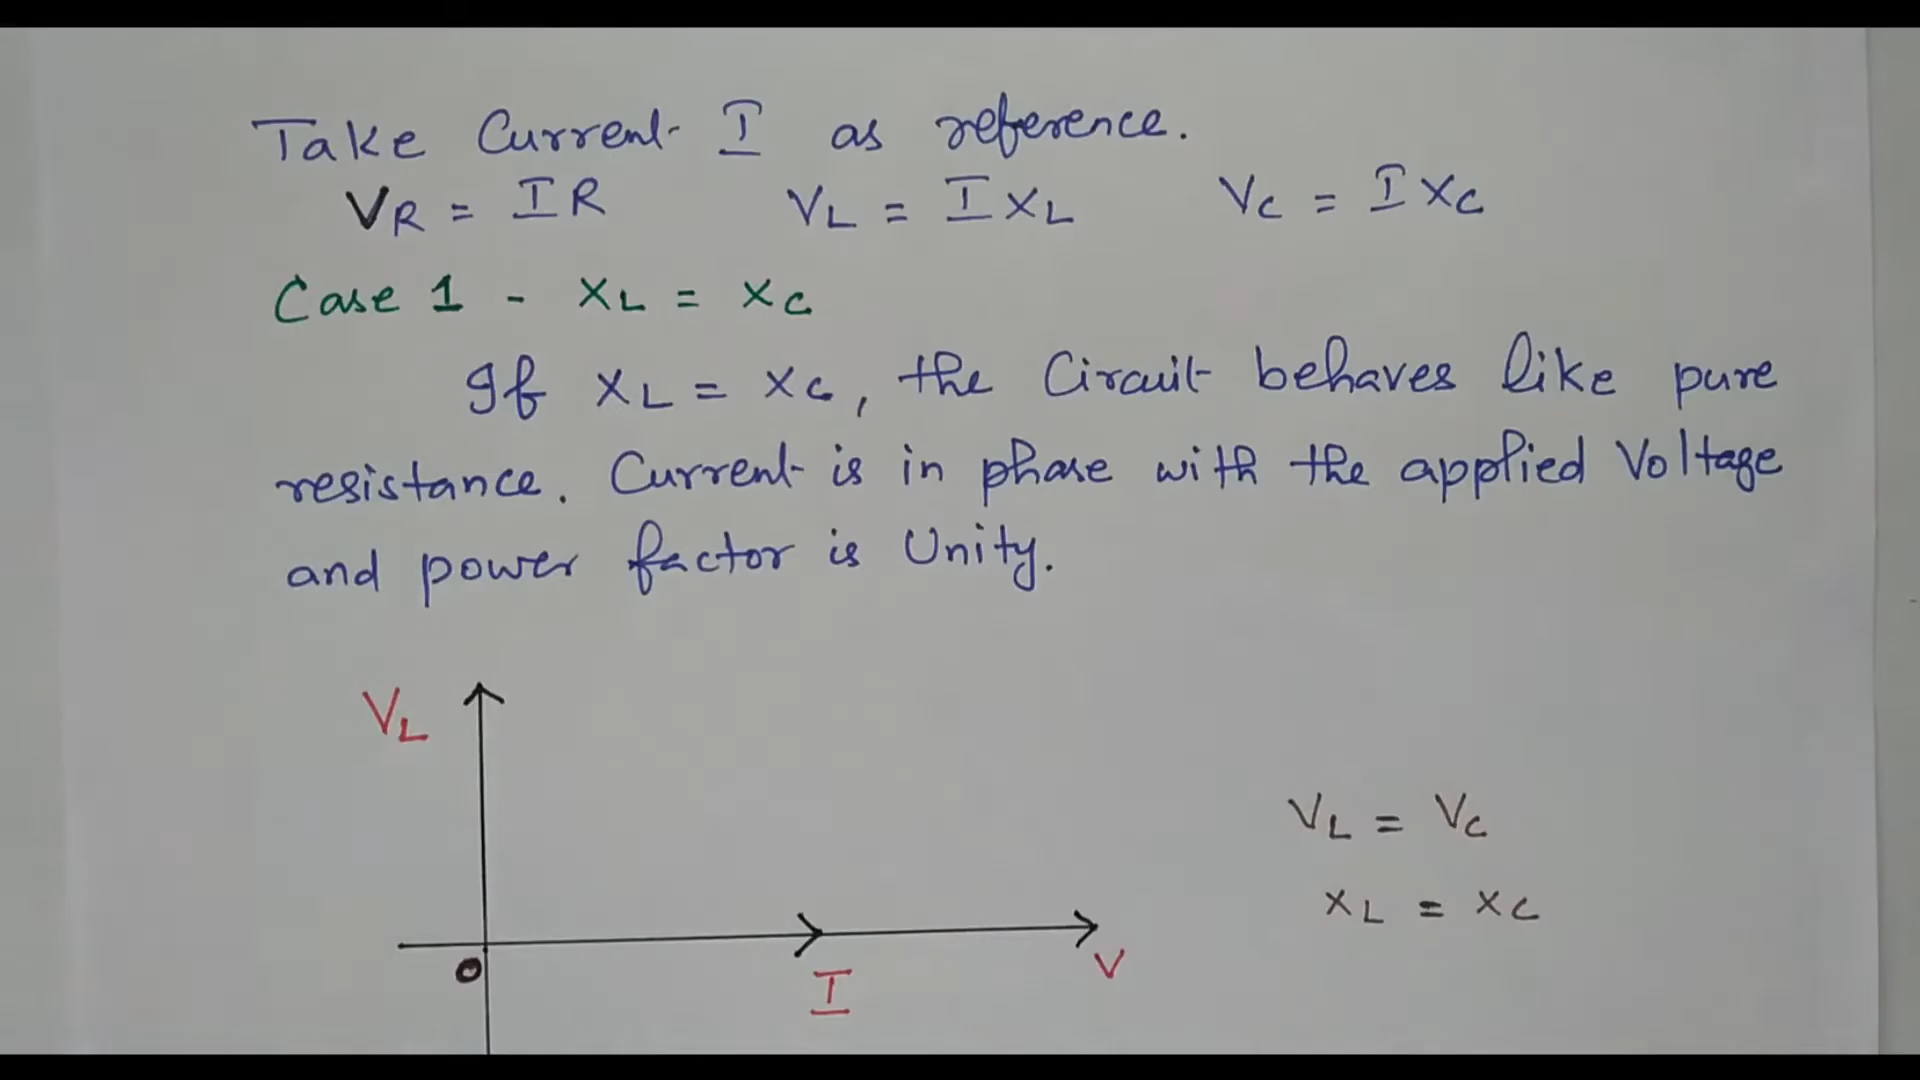 Take Current I as reference.
VR = IR VL = IXL VC = IXC
Case 1 - XL = XC
If XL = XC, the Circuit behaves like pure
resistance. Current is in phase with the applied Voltage
and power factor is Unity.
VL
VL = VC
XL = XC
O
I
V